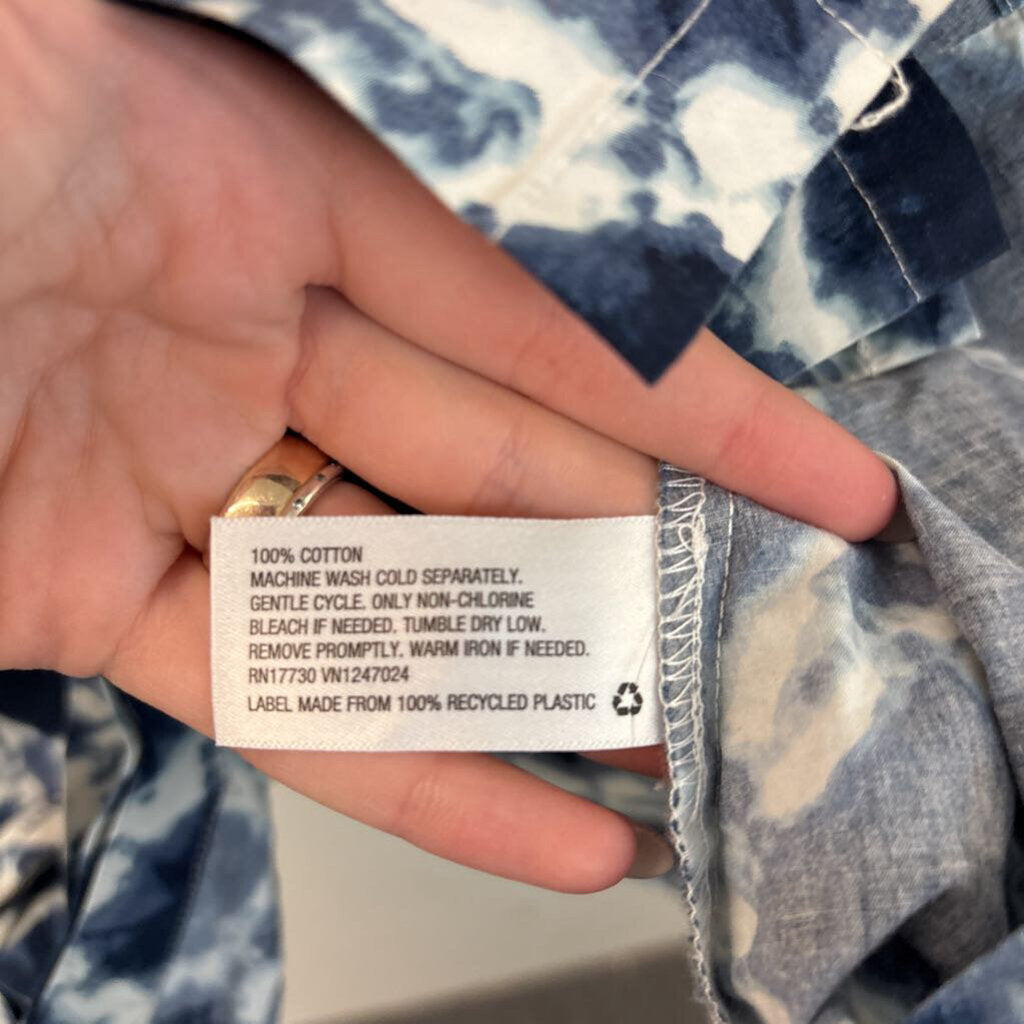 100% COTTON
MACHINE WASH COLD SEPARATELY.
GENTLE CYCLE. ONLY NON-CHLORINE
BLEACH IF NEEDED. TUMBLE DRY LOW.
REMOVE PROMPTLY. WARM IRON IF NEEDED.
RN17730 VN1247024
LABEL MADE FROM 100% RECYCLED PLASTIC